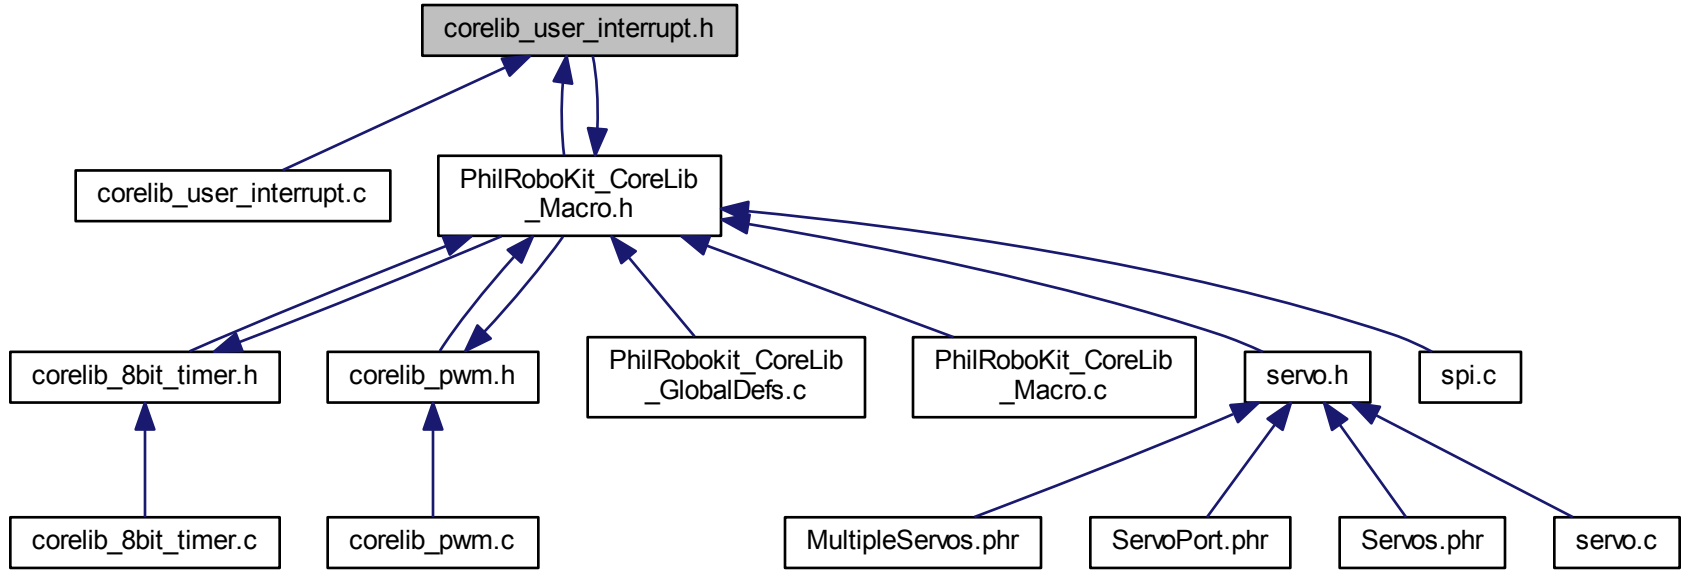 corelib_user_interrupt.h
corelib_user_interrupt.c
PhilRoboKit_CoreLib
_Macro.h
corelib_8bit_timer.h
corelib_pwm.h
PhilRobokit_CoreLib
_GlobalDefs.c
PhilRoboKit_CoreLib
_Macro.c
servo.h
spi.c
corelib_8bit_timer.c
corelib_pwm.c
MultipleServos.phr
ServoPort.phr
Servos.phr
servo.c